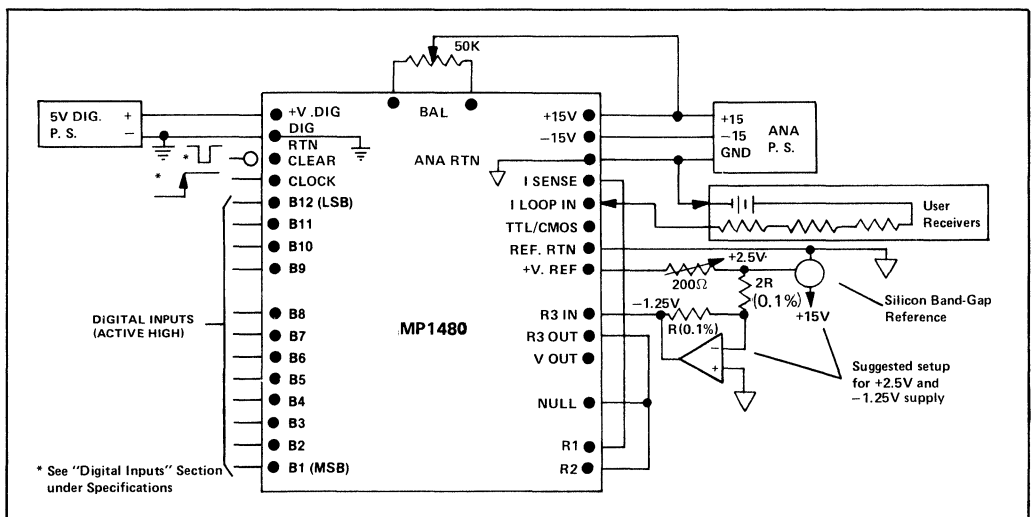 50K
BAL
5V DIG. +
P. S. −
+V .DIG
DIG
RTN
* CLEAR
* CLOCK
B12 (LSB)
B11
B10
B9
B8
B7
B6
B5
B4
B3
B2
B1 (MSB)
DIGITAL INPUTS
(ACTIVE HIGH)
* See "Digital Inputs" Section
under Specifications
MP1480
+15V
−15V
ANA RTN
I SENSE
I LOOP IN
TTL/CMOS
REF. RTN
+V. REF
R3 IN
R3 OUT
V OUT
NULL
R1
R2
+15
−15
GND
ANA
P. S.
User
Receivers
+2.5V
200Ω
2R
(0.1%)
−1.25V
R(0.1%)
−
+
+15V
Silicon Band-Gap
Reference
Suggested setup
for +2.5V and
−1.25V supply